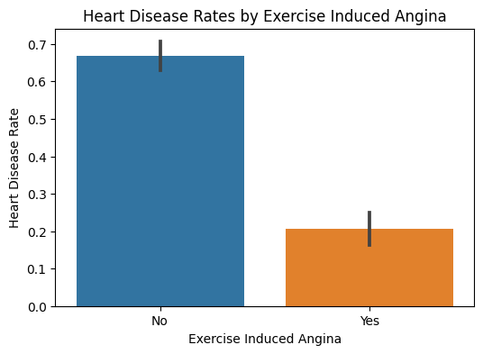 Heart Disease Rates by Exercise Induced Angina
Heart Disease Rate
0.7
0.6
0.5
0.4
0.3
0.2
0.1
0.0
No
Yes
Exercise Induced Angina